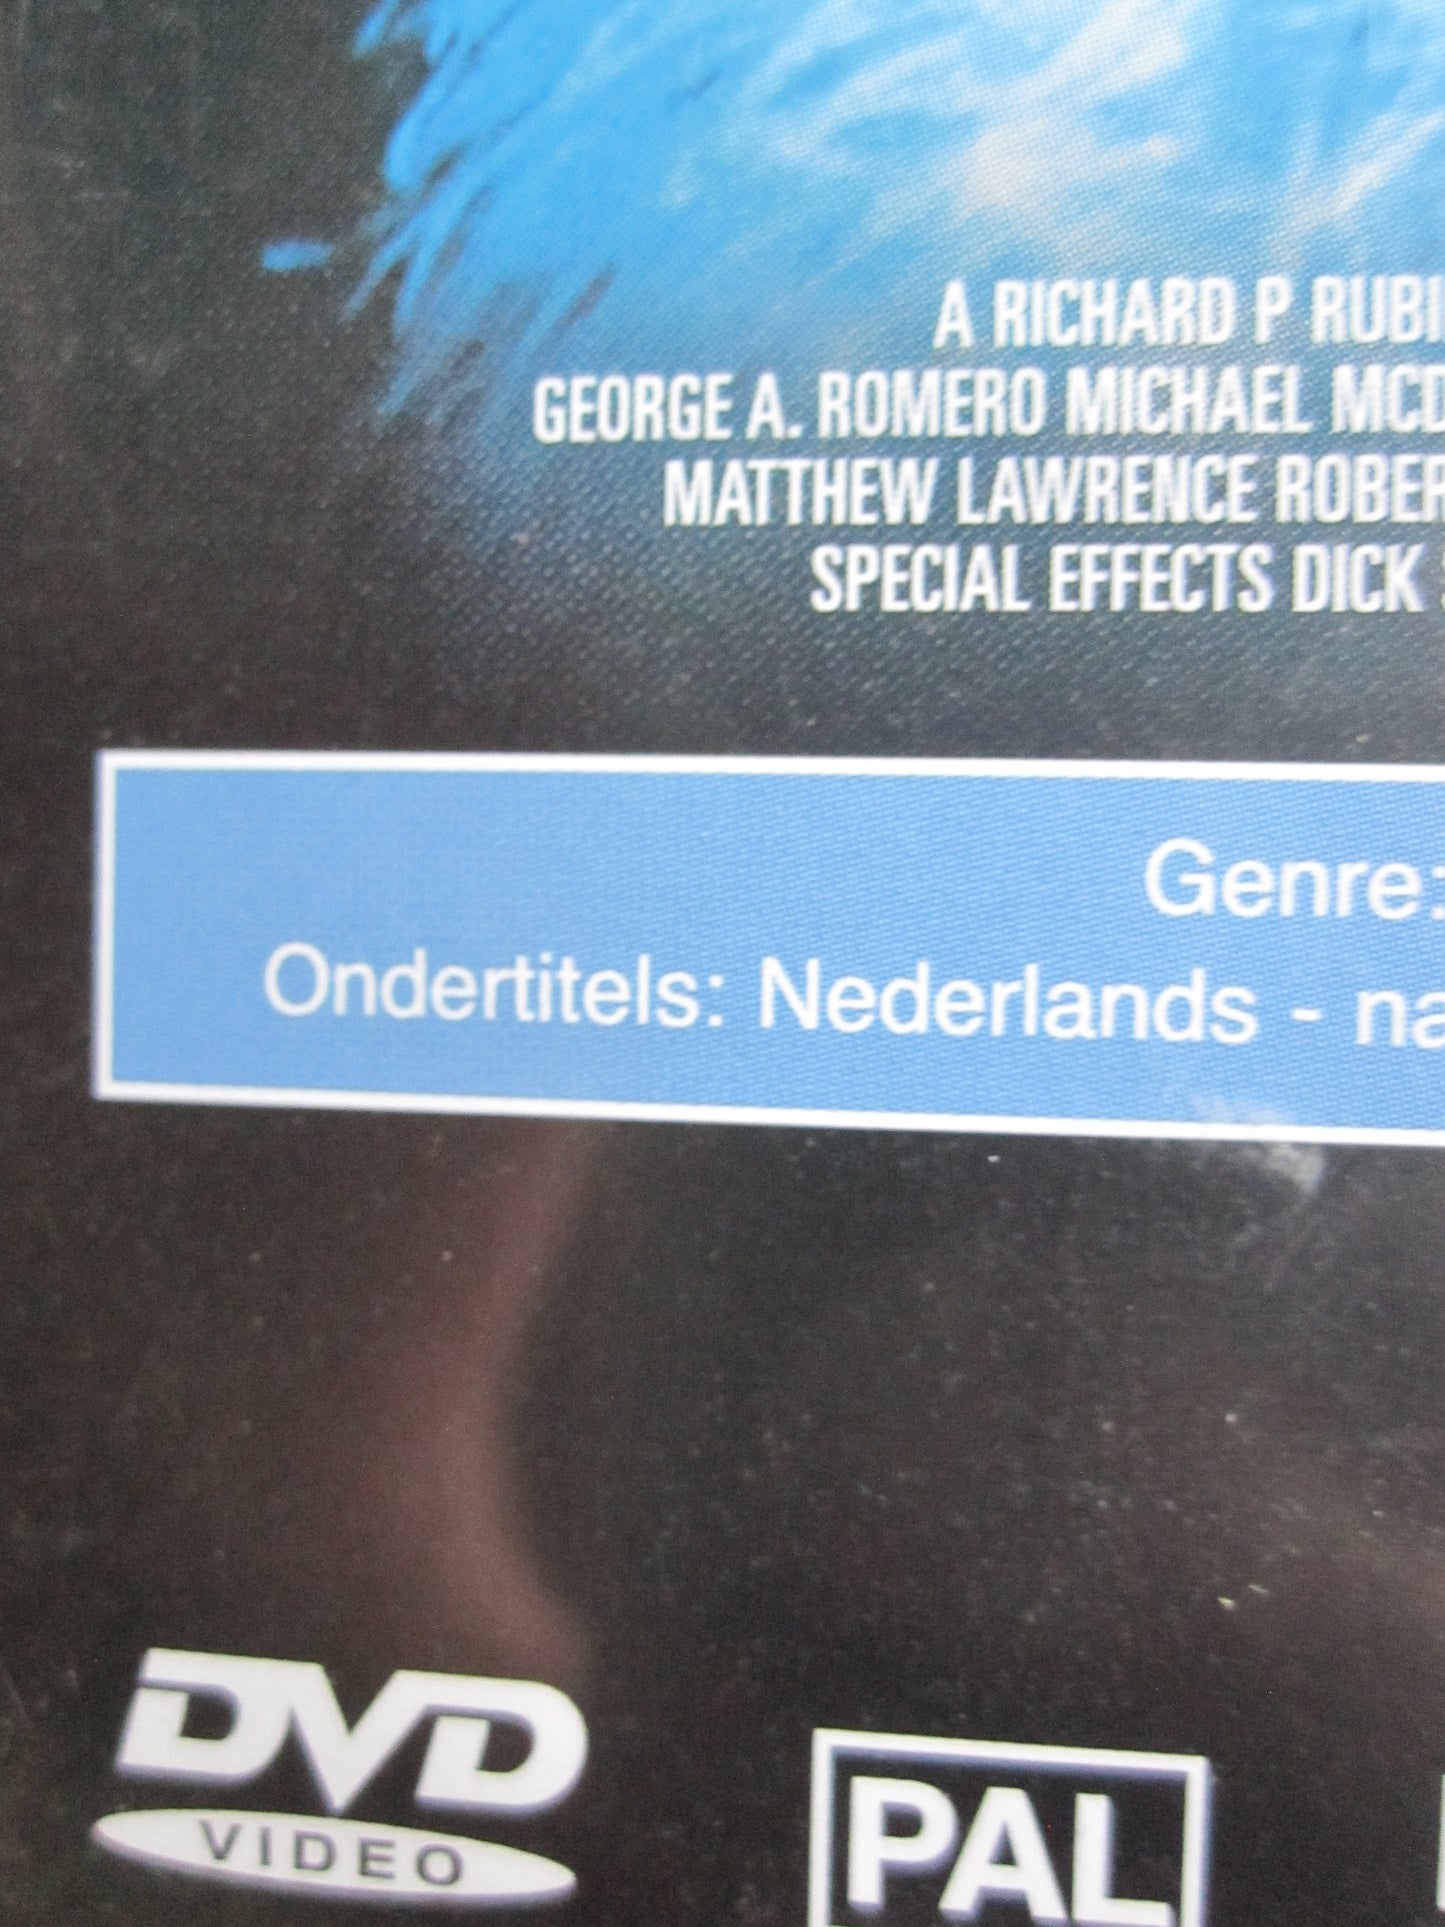 A RICHARD P RUBI
GEORGE A. ROMERO MICHAEL MCD
MATTHEW LAWRENCE ROBER
SPECIAL EFFECTS DICK
Genre:
Ondertitels: Nederlands - na
DVD
VIDEO
PAL